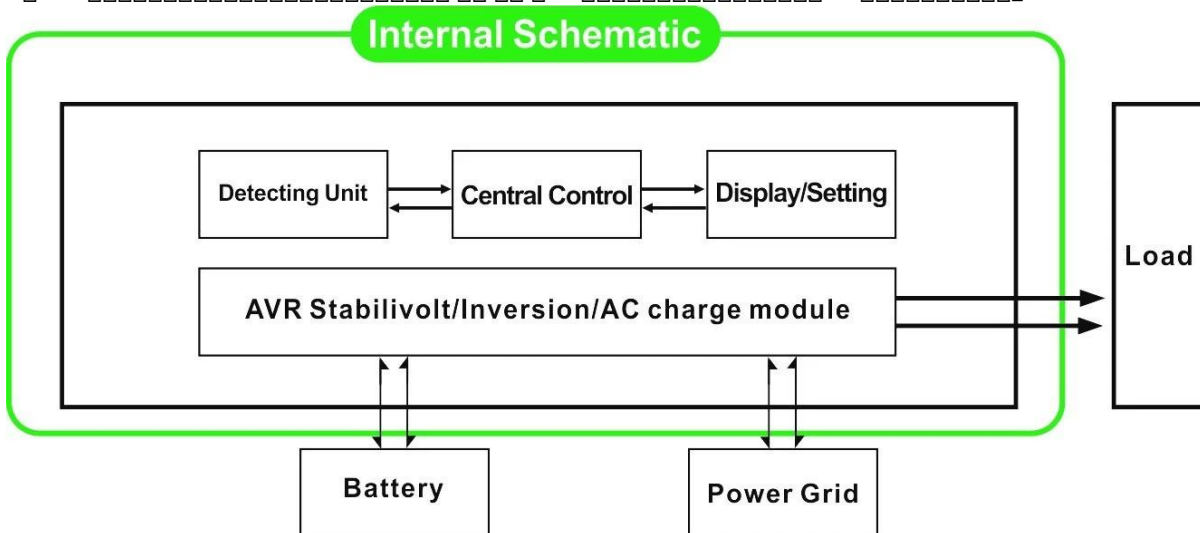 Internal Schematic
Detecting Unit
Central Control
Display/Setting
AVR Stabilivolt/Inversion/AC charge module
Load
Battery
Power Grid